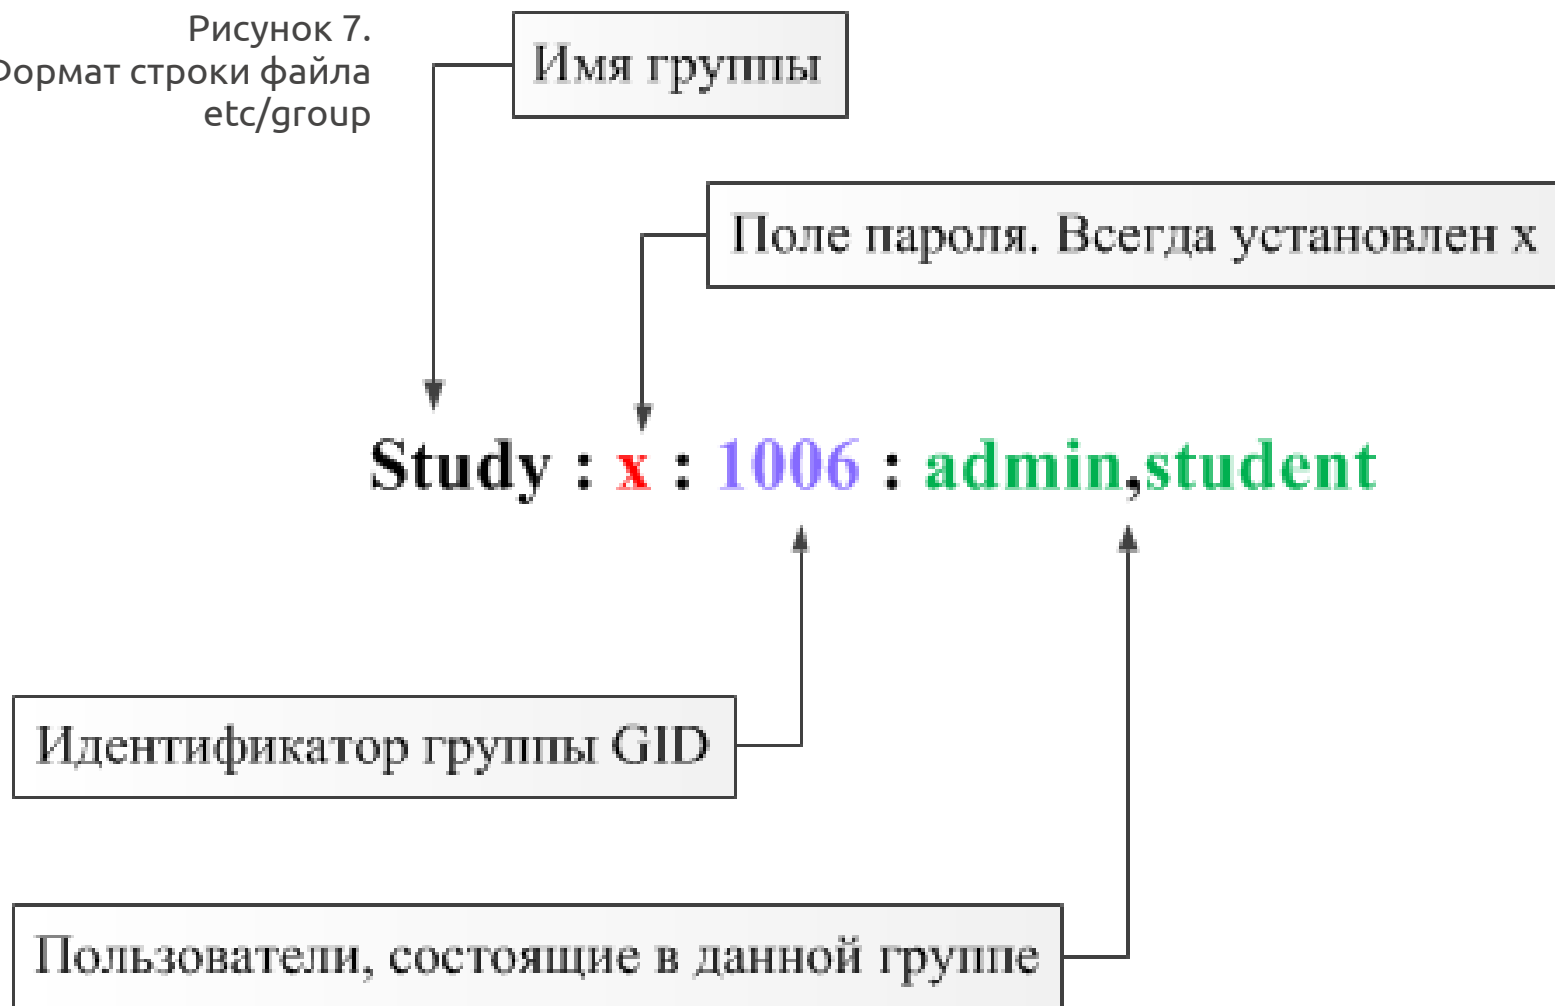 Рисунок 7.
Формат строки файла
etc/group
Имя группы
Поле пароля. Всегда установлен x
Study : x : 1006 : admin,student
Идентификатор группы GID
Пользователи, состоящие в данной группе